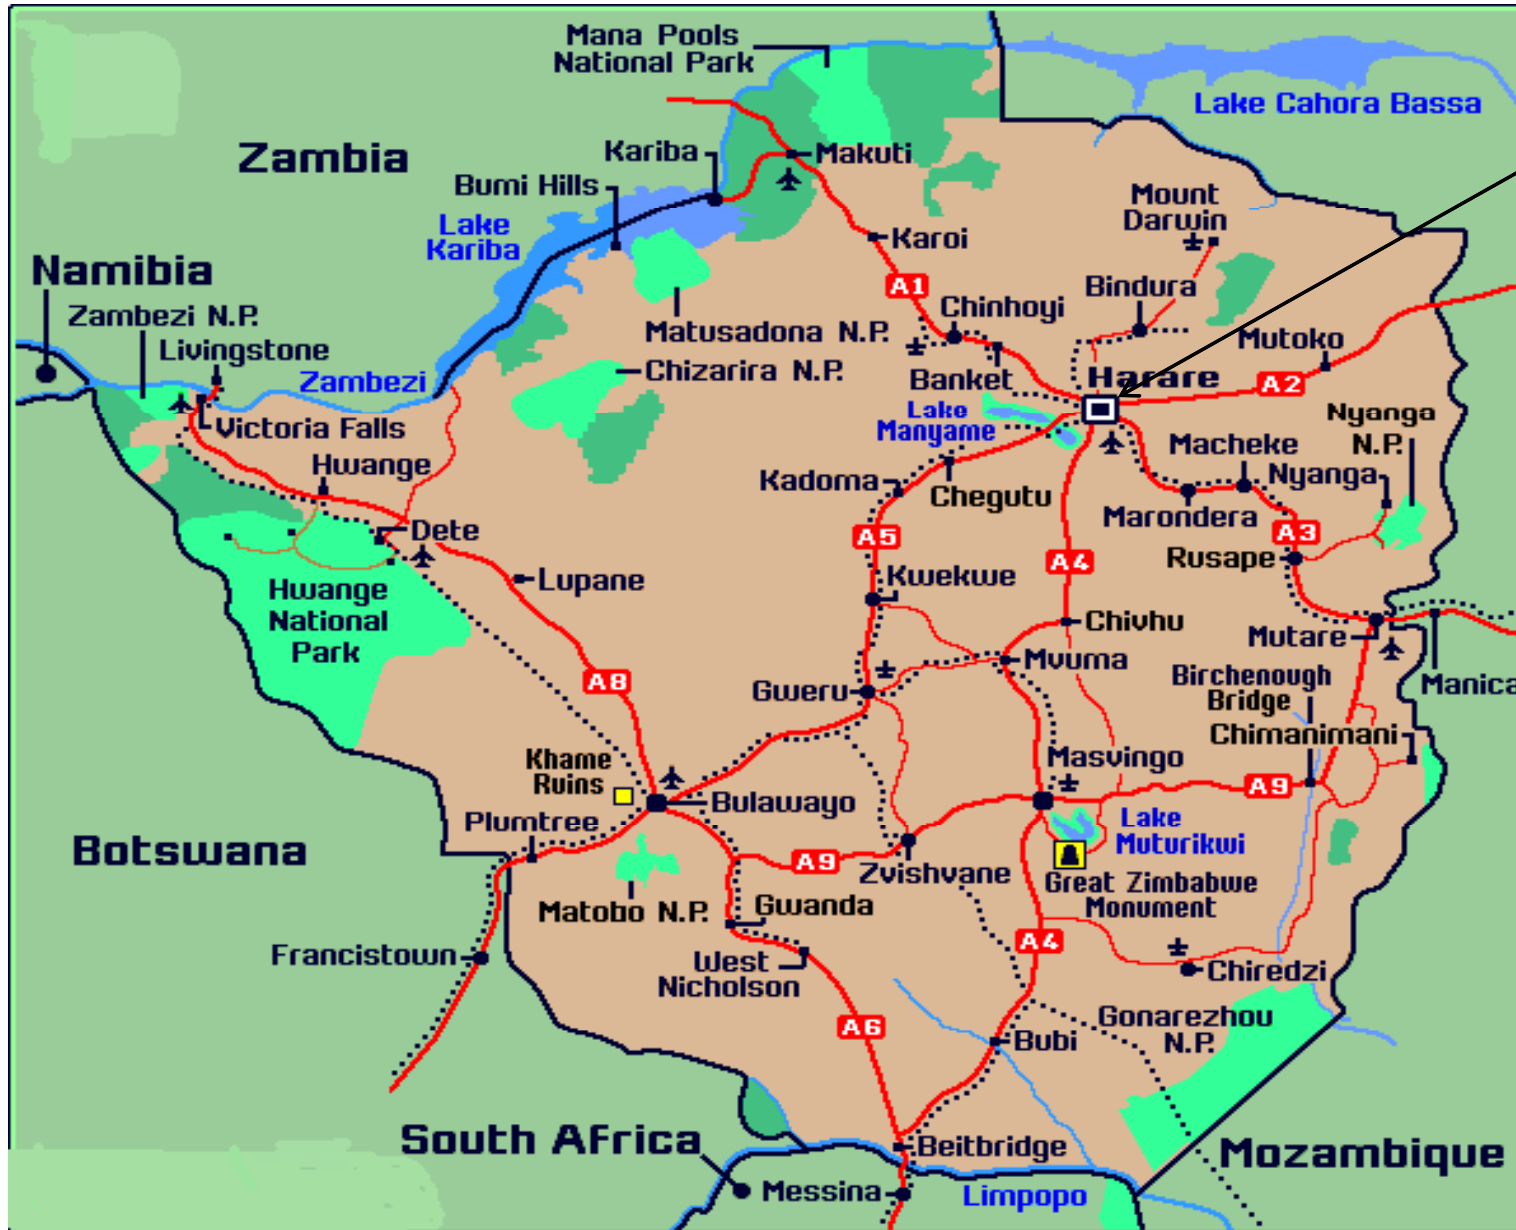 Mana Pools
National Park
Lake Cahora Bassa
Zambia
Kariba
Makuti
Bumi Hills
Mount
Darwin
Lake
Kariba
Karoi
Namibia
A1
Bindura
Zambezi N.P.
Chinhoyi
Matusadona N.P.
Mutoko
Livingstone
Chizarira N.P.
Zambezi
Banket
Harare
A2
Lake
Manyame
Nyanga
N.P.
Victoria Falls
Macheke
Hwange
Nyanga
Kadoma
Chegutu
Marondera
Dete
A5
A3
A4
Rusape
Lupane
Kwekwe
Hwange
National
Park
Chivhu
Mutare
Mvuma
A8
Gweru
Birchenough
Bridge
Manica
Chimanimani
Khame
Ruins
Masvingo
A9
Bulawayo
Plumtree
Lake
Muturikwi
Botswana
A9
Zvishvane
Great Zimbabwe
Monument
Matobo N.P.
Gwanda
A4
Francistown
West
Nicholson
Chiredzi
A6
Gonarezhou
N.P.
Bubi
South Africa
Beitbridge
Mozambique
Messina
Limpopo